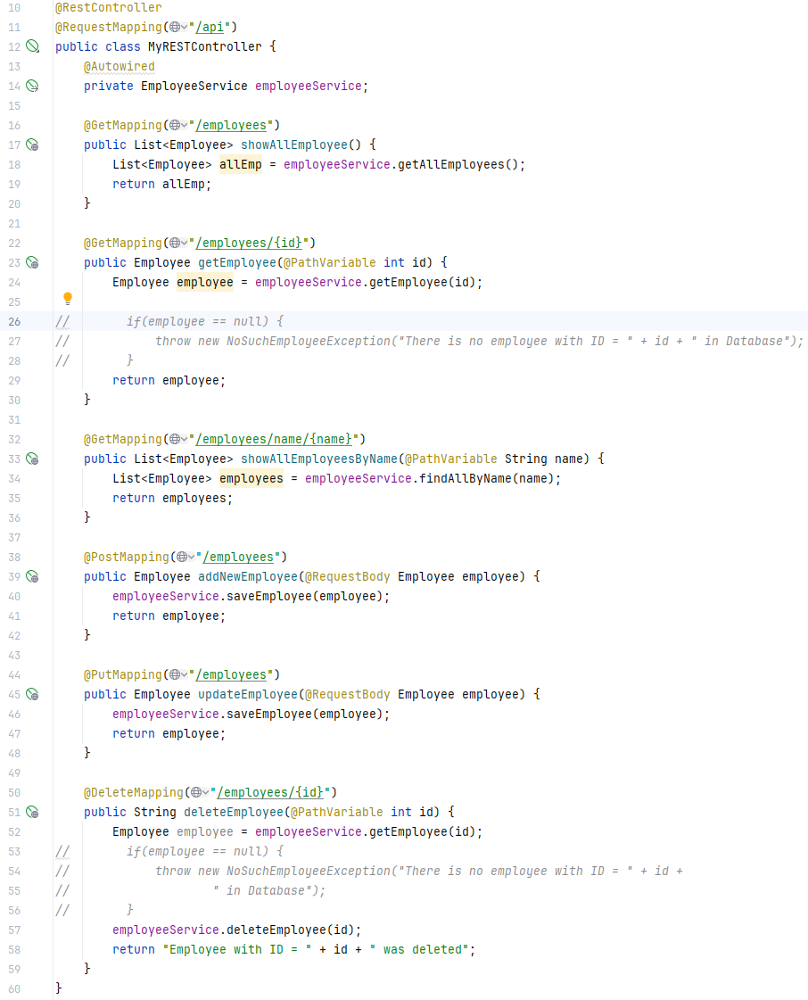 10 @RestController
11 @RequestMapping("/api")
12 public class MyRESTController {
13     @Autowired
14     private EmployeeService employeeService;
15
16     @GetMapping("/employees")
17     public List<Employee> showAllEmployee() {
18         List<Employee> allEmp = employeeService.getAllEmployees();
19         return allEmp;
20     }
21
22     @GetMapping("/employees/{id}")
23     public Employee getEmployee(@PathVariable int id) {
24         Employee employee = employeeService.getEmployee(id);
25
26 //        if(employee == null) {
27 //            throw new NoSuchEmployeeException("There is no employee with ID = " + id + " in Database");
28 //        }
29         return employee;
30     }
31
32     @GetMapping("/employees/name/{name}")
33     public List<Employee> showAllEmployeesByName(@PathVariable String name) {
34         List<Employee> employees = employeeService.findAllByName(name);
35         return employees;
36     }
37
38     @PostMapping("/employees")
39     public Employee addNewEmployee(@RequestBody Employee employee) {
40         employeeService.saveEmployee(employee);
41         return employee;
42     }
43
44     @PutMapping("/employees")
45     public Employee updateEmployee(@RequestBody Employee employee) {
46         employeeService.saveEmployee(employee);
47         return employee;
48     }
49
50     @DeleteMapping("/employees/{id}")
51     public String deleteEmployee(@PathVariable int id) {
52         Employee employee = employeeService.getEmployee(id);
53 //        if(employee == null) {
54 //            throw new NoSuchEmployeeException("There is no employee with ID = " + id +
55 //                    " in Database");
56 //        }
57         employeeService.deleteEmployee(id);
58         return "Employee with ID = " + id + " was deleted";
59     }
60 }